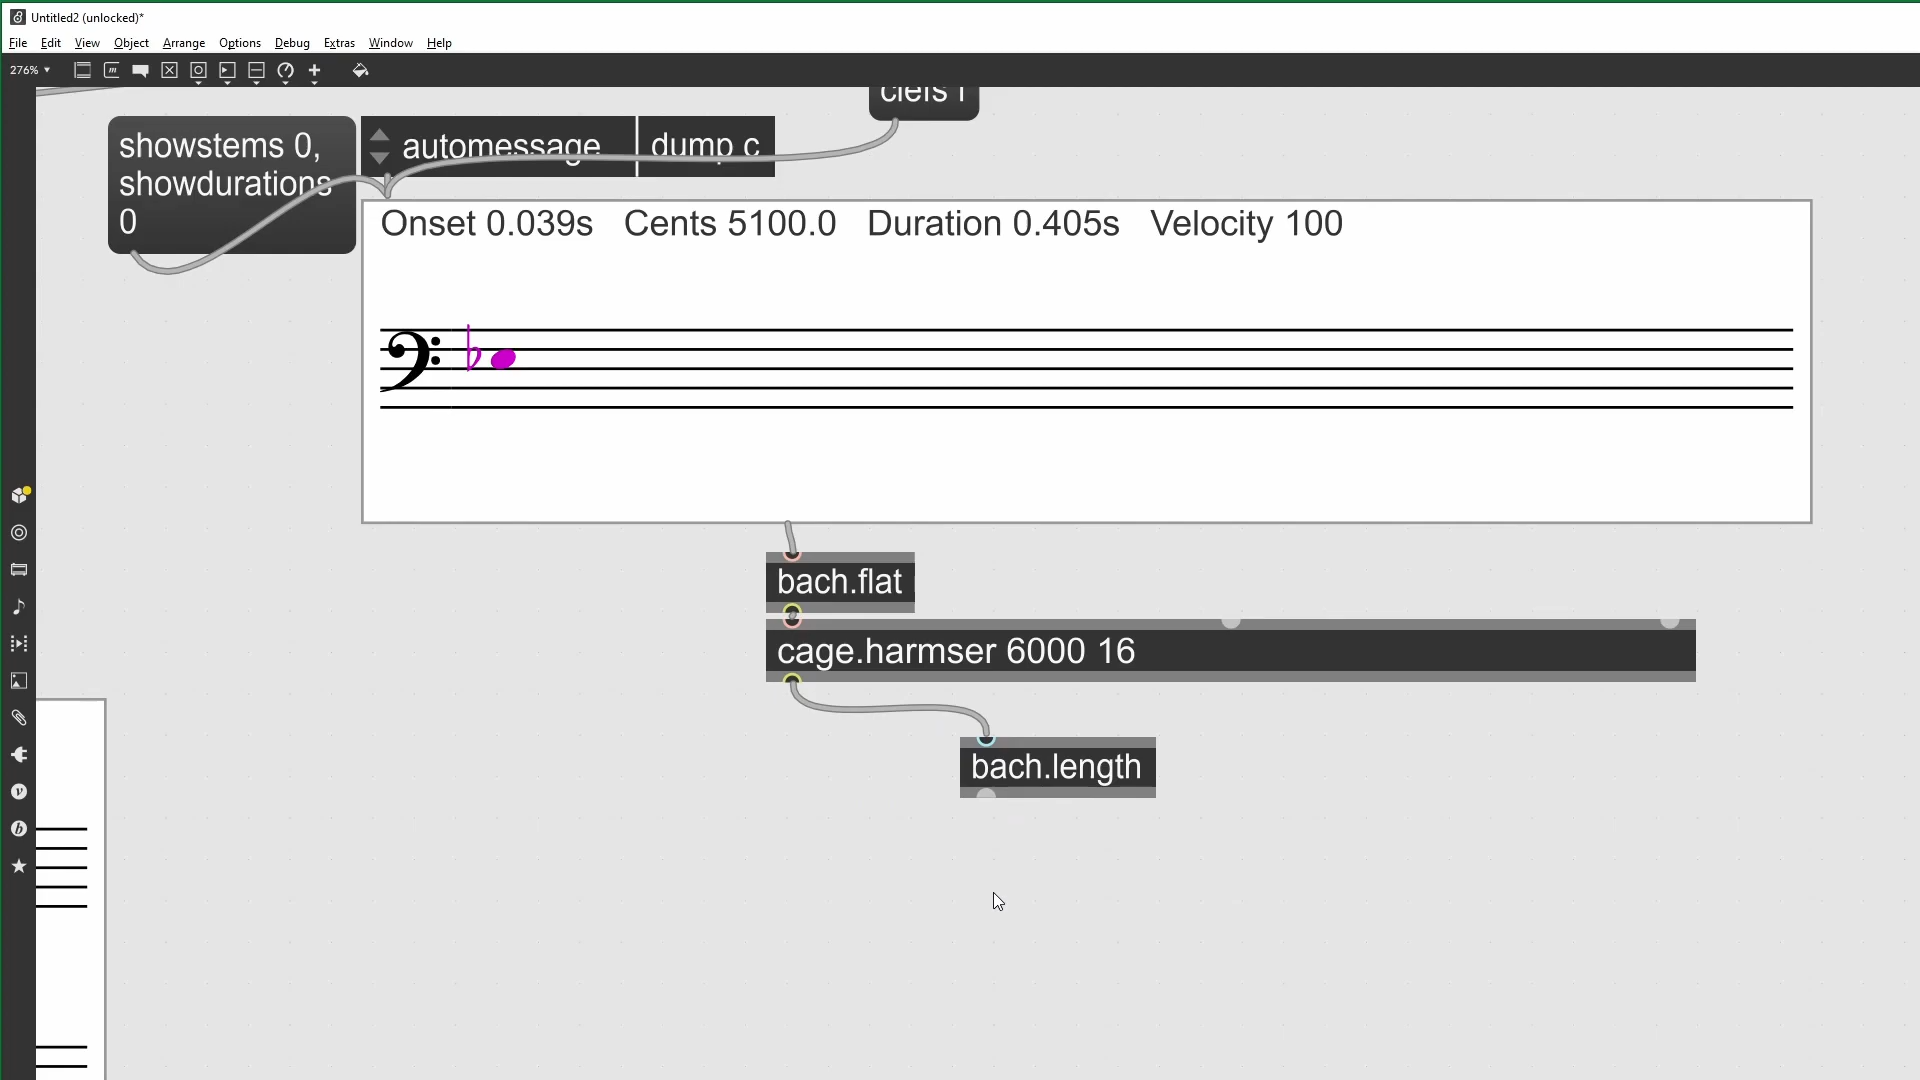 Untitled2 (unlocked)*
File Edit View Object Arrange Options Debug Extras Window Help
276%
showstems 0,
showdurations
0
automessage
dump c
Onset 0.039s Cents 5100.0 Duration 0.405s Velocity 100
bach.flat
cage.harmser 6000 16
bach.length